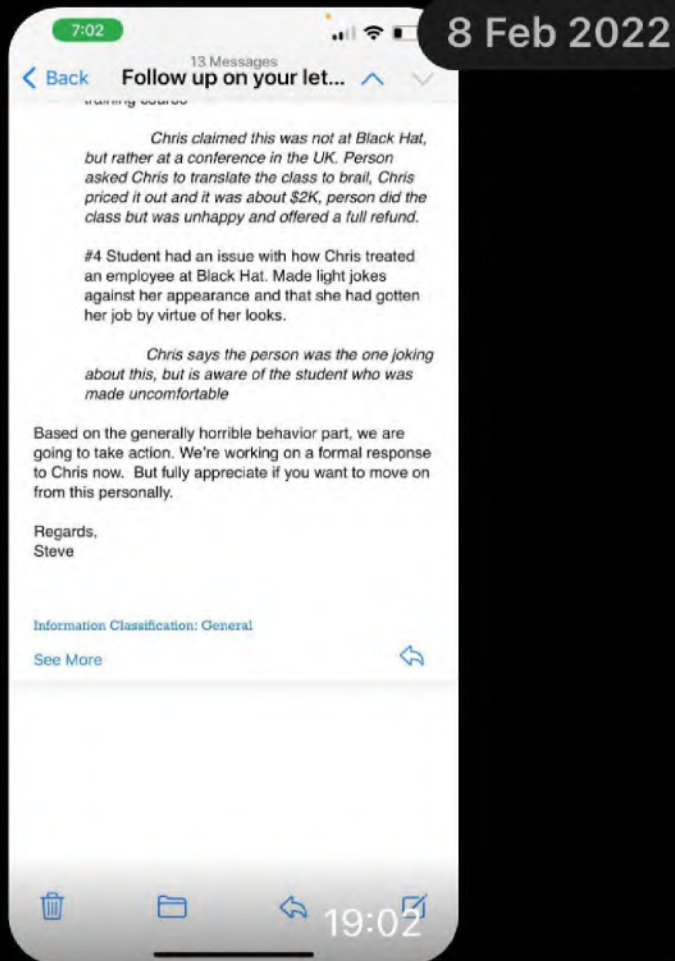 7:02
8 Feb 2022
13 Messages
Back
Follow up on your let...
training course
Chris claimed this was not at Black Hat,
but rather at a conference in the UK. Person
asked Chris to translate the class to brail, Chris
priced it out and it was about $2K, person did the
class but was unhappy and offered a full refund.
#4 Student had an issue with how Chris treated
an employee at Black Hat. Made light jokes
against her appearance and that she had gotten
her job by virtue of her looks.
Chris says the person was the one joking
about this, but is aware of the student who was
made uncomfortable
Based on the generally horrible behavior part, we are
going to take action. We're working on a formal response
to Chris now.  But fully appreciate if you want to move on
from this personally.
Regards,
Steve
Information Classification: General
See More
19:02